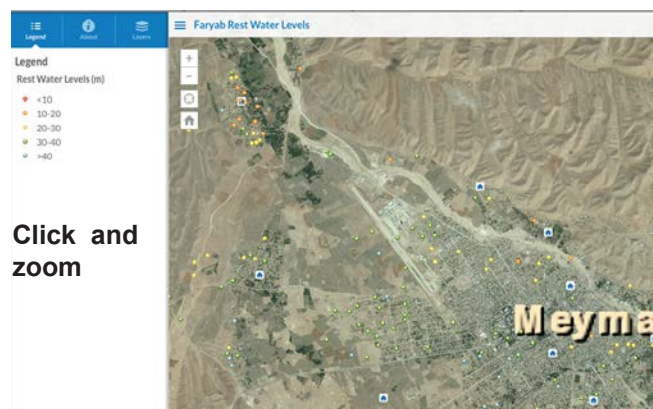 Legend
About
Layers
Faryab Rest Water Levels
Legend
Rest Water Levels (m)
<10
10-20
20-30
30-40
>40
Click and
zoom
+
−
Meyma